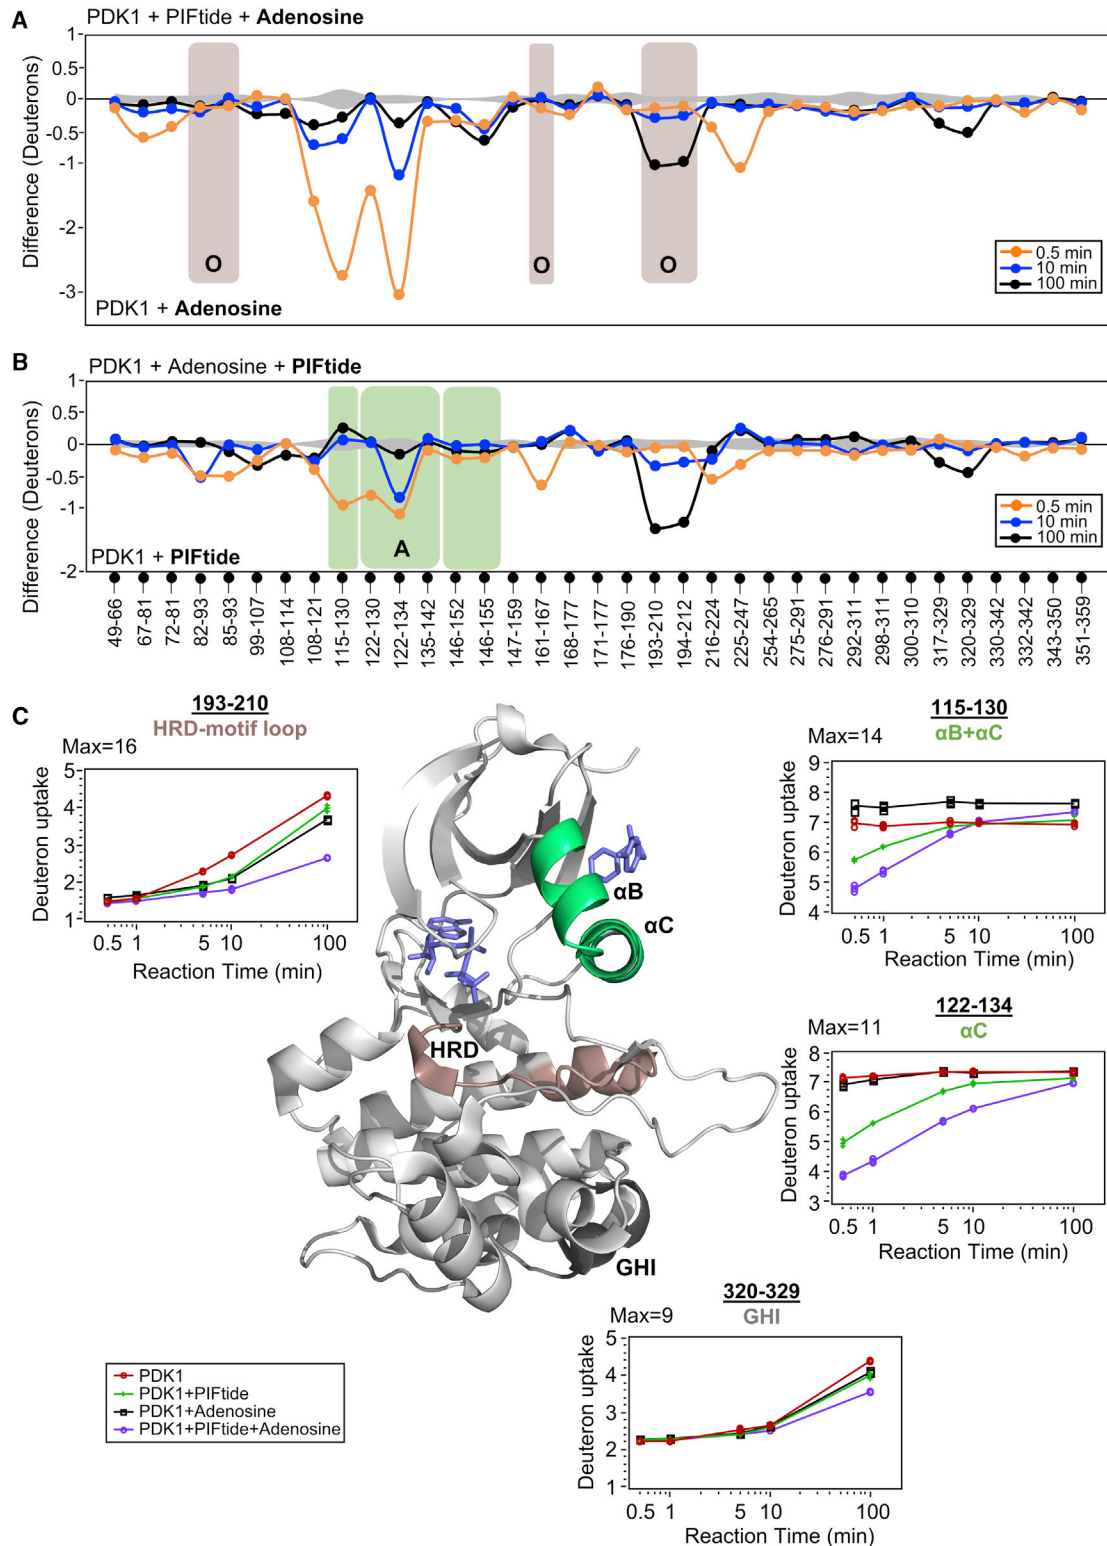 A
PDK1 + PIFtide + Adenosine
Difference (Deuterons)
1
0.5
0
-0.5
-1
-2
-3
O
O
O
0.5 min
10 min
100 min
PDK1 + Adenosine
B
PDK1 + Adenosine + PIFtide
Difference (Deuterons)
1
0.5
0
-0.5
-1
-2
A
0.5 min
10 min
100 min
PDK1 + PIFtide
49-66
67-81
72-81
82-93
85-93
99-107
108-114
108-121
115-130
122-130
122-134
135-142
146-152
146-155
147-159
161-167
168-177
171-177
176-190
193-210
194-212
216-224
225-247
254-265
275-291
276-291
292-311
298-311
300-310
317-329
320-329
330-342
332-342
343-350
351-359
C
193-210
HRD-motif loop
Max=16
Deuteron uptake
5
4
3
2
1
0.5 1 5 10 100
Reaction Time (min)
αB
αC
HRD
GHI
115-130
αB+αC
Max=14
Deuteron uptake
9
8
7
6
5
4
0.5 1 5 10 100
Reaction Time (min)
122-134
αC
Max=11
Deuteron uptake
8
7
6
5
4
3
0.5 1 5 10 100
Reaction Time (min)
320-329
GHI
Max=9
Deuteron uptake
5
4
3
2
1
0.5 1 5 10 100
Reaction Time (min)
PDK1
PDK1+PIFtide
PDK1+Adenosine
PDK1+PIFtide+Adenosine